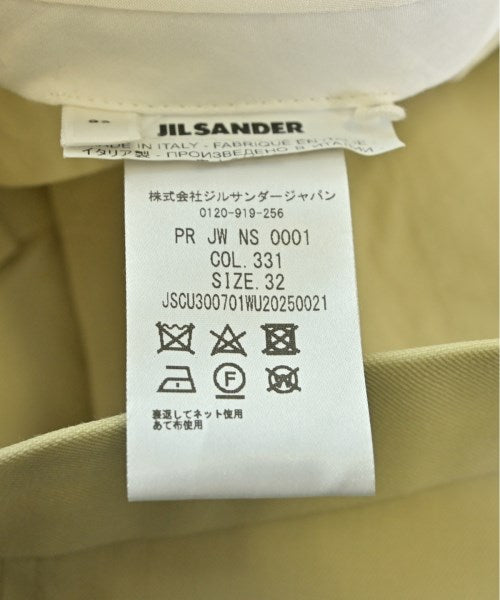 JIL SANDER
MADE IN ITALY - FABRIQUÉ EN
イタリア製 - ПРОИЗВЕДЕНО В ИТАЛИИ
株式会社ジルサンダージャパン
0120-919-256
PR JW NS 0001
COL.331
SIZE.32
JSCU300701WU20250021
F
W
裏返してネット使用
あて布使用